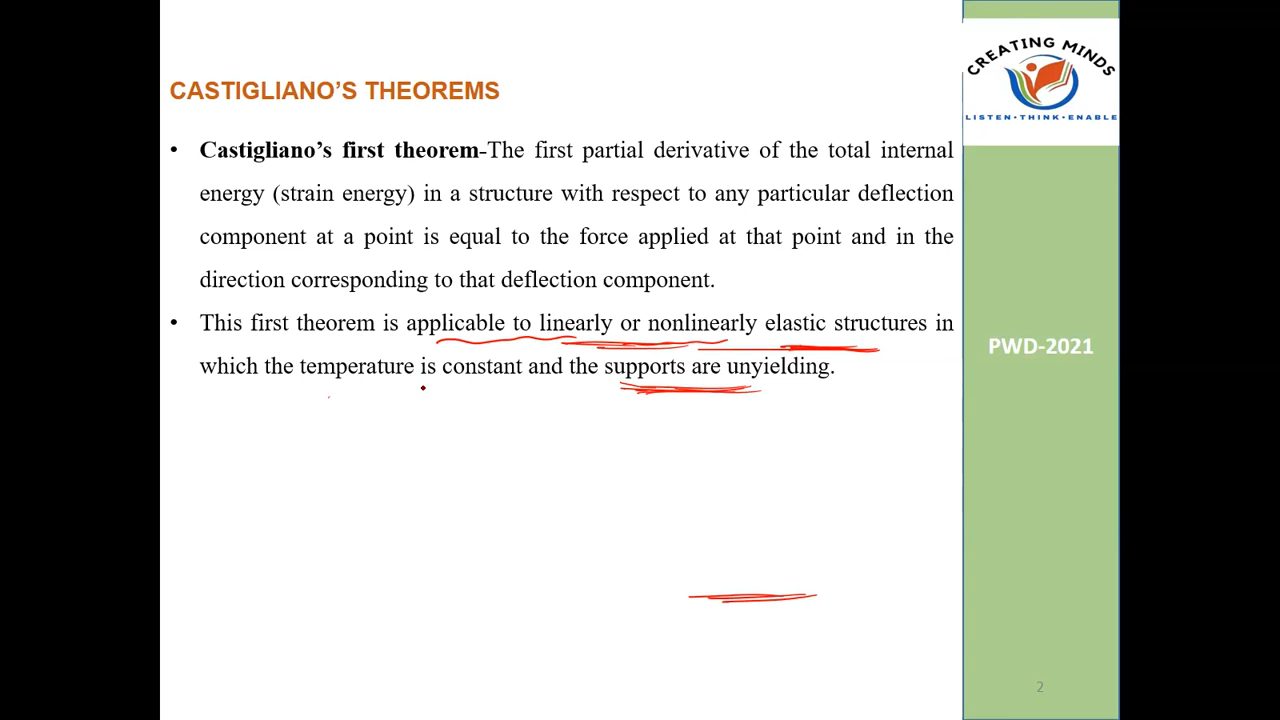 CREATING MINDS
LISTEN•THINK•ENABLE
CASTIGLIANO'S THEOREMS
• Castigliano's first theorem-The first partial derivative of the total internal
energy (strain energy) in a structure with respect to any particular deflection
component at a point is equal to the force applied at that point and in the
direction corresponding to that deflection component.
• This first theorem is applicable to linearly or nonlinearly elastic structures in
which the temperature is constant and the supports are unyielding.
PWD-2021
2